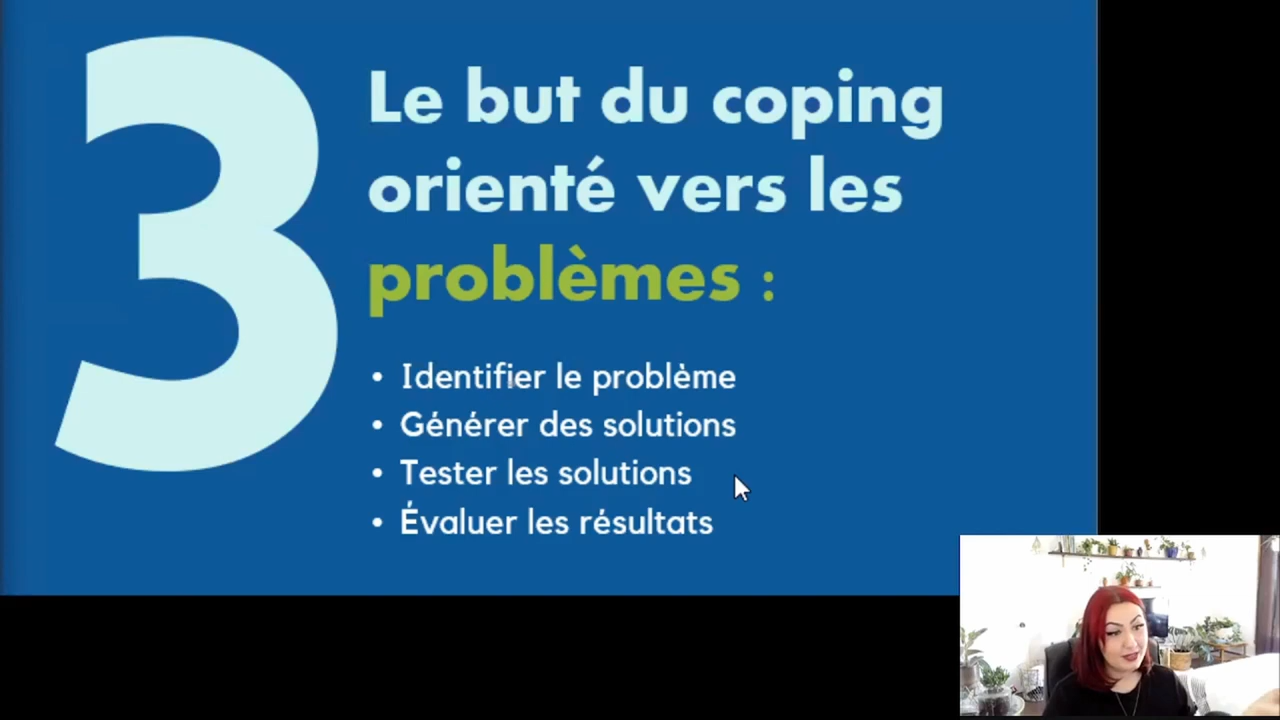 3
Le but du coping
orienté vers les
problèmes :
• Identifier le problème
• Générer des solutions
• Tester les solutions
• Évaluer les résultats